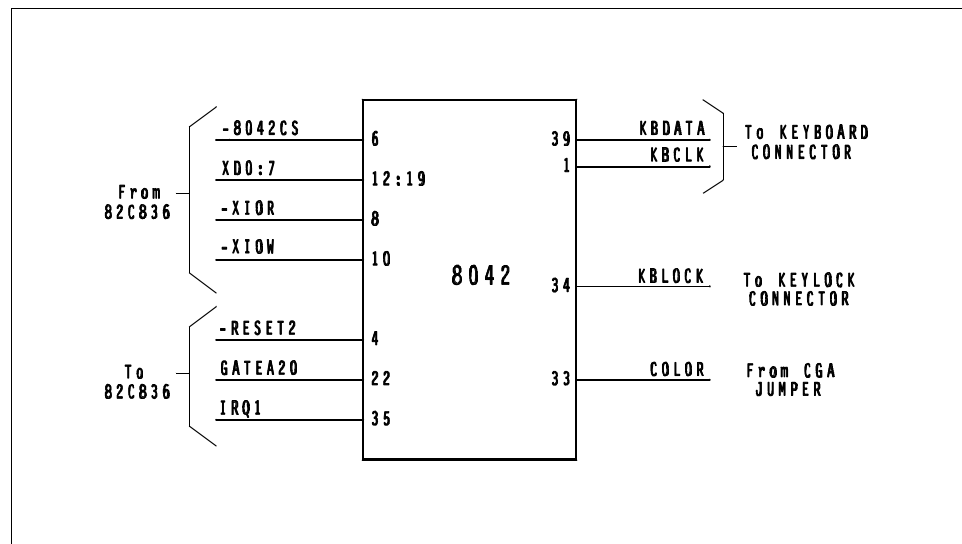 -8042CS
6
XD0:7
12:19
-XIOR
8
-XIOW
10
From
82C836
-RESET2
4
GATEA20
22
IRQ1
35
To
82C836
8042
39
KBDATA
1
KBCLK
To KEYBOARD
CONNECTOR
34
KBLOCK
To KEYLOCK
CONNECTOR
33
COLOR
From CGA
JUMPER